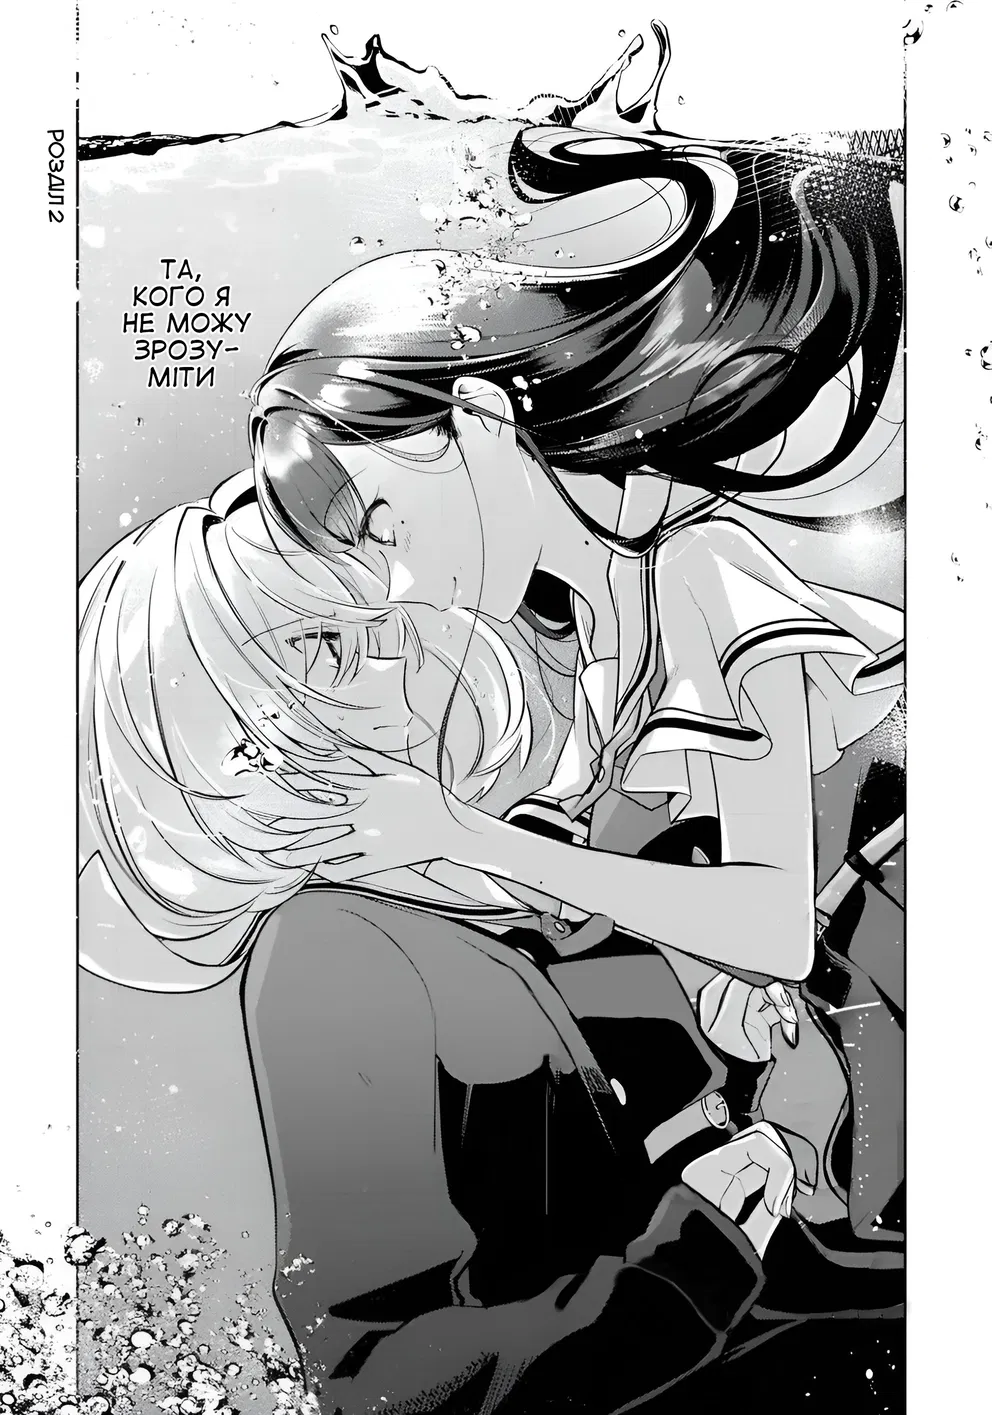 РОЗДІЛ 2
ТА,
КОГО Я
НЕ МОЖУ
ЗРОЗУ-
МІТИ